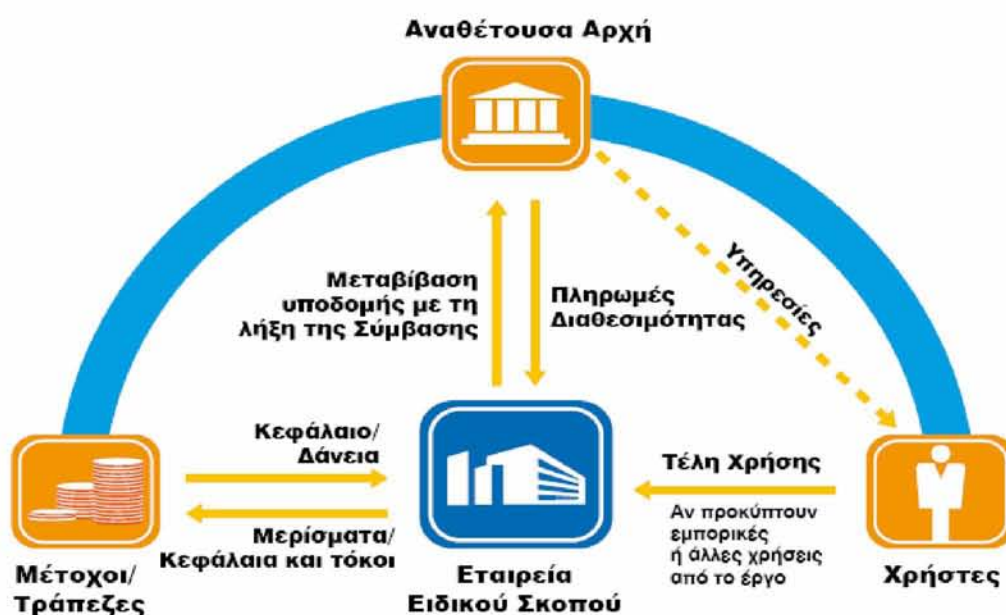 Αναθέτουσα Αρχή
Μεταβίβαση
υποδομής με τη
λήξη της Σύμβασης
Πληρωμές
Διαθεσιμότητας
Υπηρεσίες
Κεφάλαιο/
Δάνεια
Μερίσματα/
Κεφάλαια και τόκοι
Τέλη Χρήσης
Αν προκύπτουν
εμπορικές
ή άλλες χρήσεις
από το έργο
Μέτοχοι/
Τράπεζες
Εταιρεία
Ειδικού Σκοπού
Χρήστες